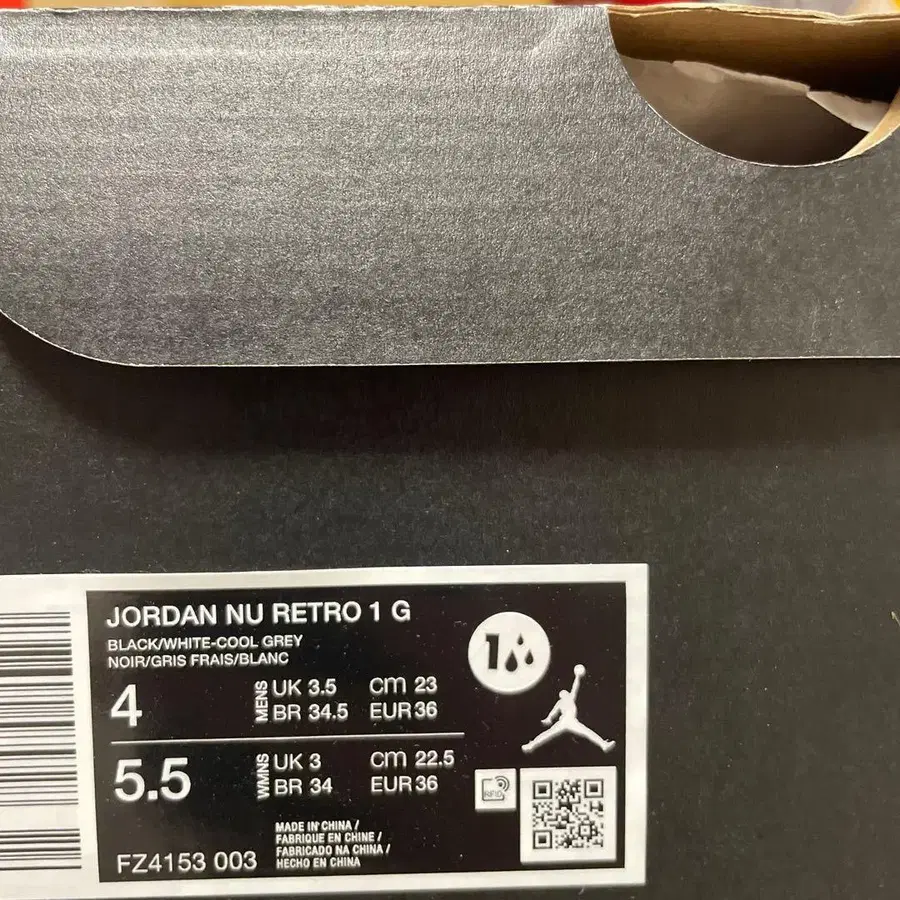 JORDAN NU RETRO 1 G
BLACK/WHITE-COOL GREY
NOIR/GRIS FRAIS/BLANC
4 MENS UK 3.5 cm 23
BR 34.5 EUR 36
5.5 WMNS UK 3 cm 22.5
BR 34 EUR 36
MADE IN CHINA /
FABRIQUE EN CHINE /
FABRICADO NA CHINA /
FZ4153 003 HECHO EN CHINA
1
RFID